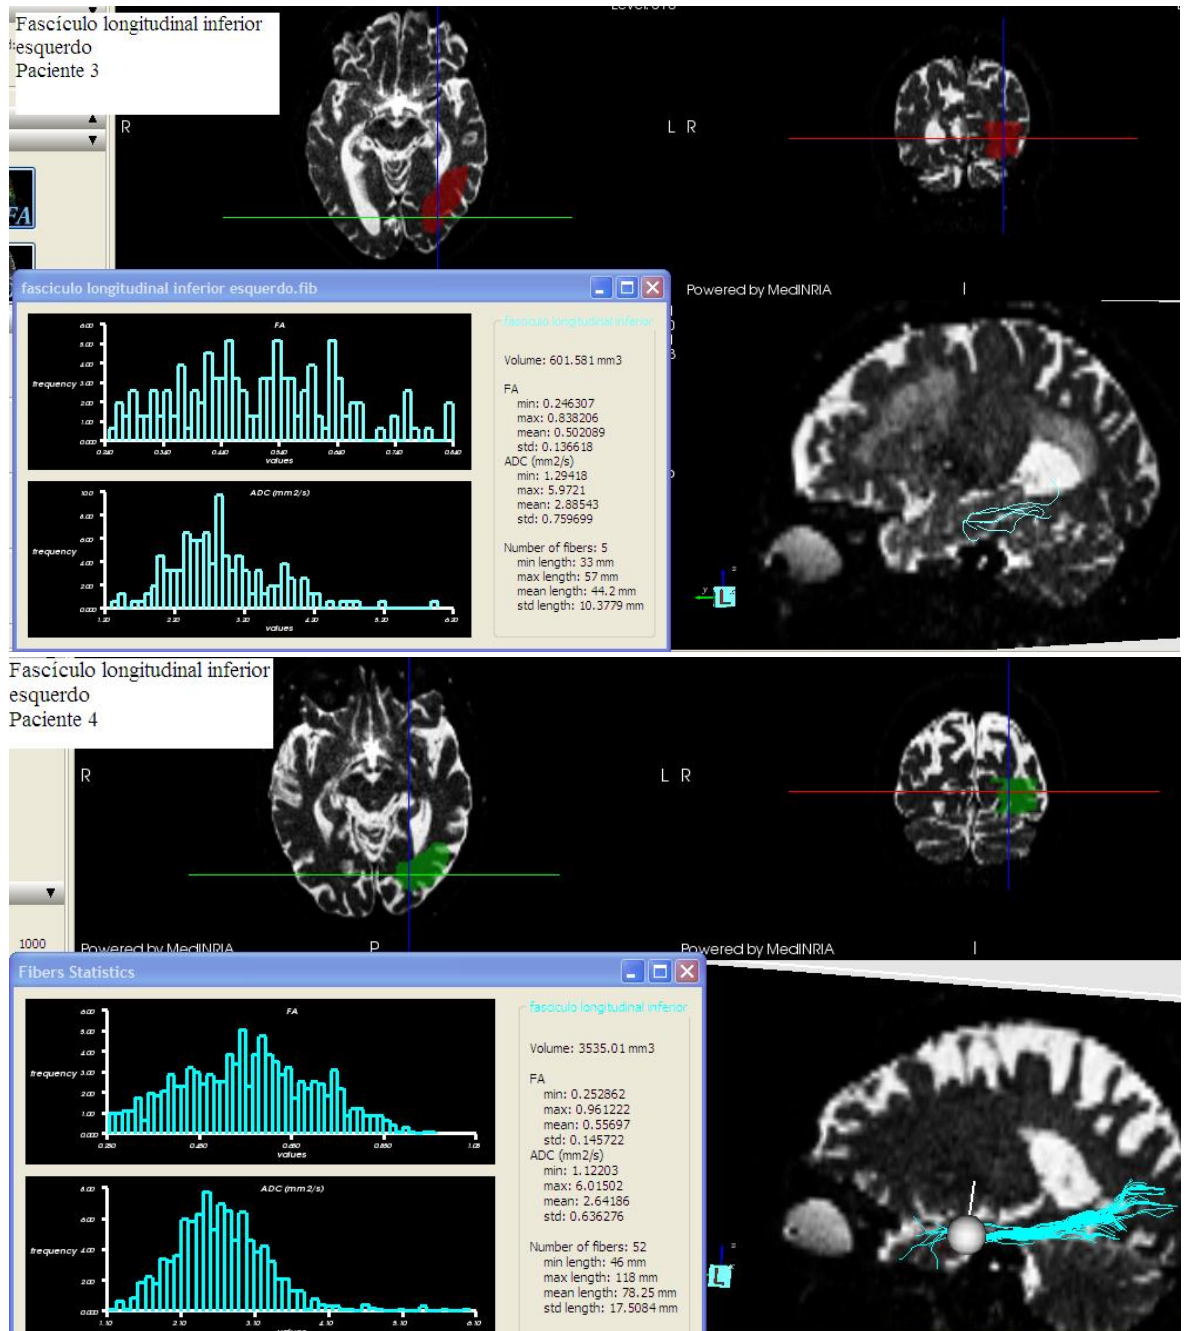 Fascículo longitudinal inferior
esquerdo
Paciente 3
R
L R
FA
Powered by MedINRIA
I
fasciculo longitudinal inferior esquerdo.fib
FA
frequency
values
ADC (mm2/s)
frequency
values
fasciculo longitudinal inferior
Volume: 601.581 mm3
FA
min: 0.246307
max: 0.838206
mean: 0.502089
std: 0.136618
ADC (mm2/s)
min: 1.29418
max: 5.9721
mean: 2.88543
std: 0.759699
Number of fibers: 5
min length: 33 mm
max length: 57 mm
mean length: 44.2 mm
std length: 10.3779 mm
L
Fascículo longitudinal inferior
esquerdo
Paciente 4
R
L R
1000
Powered by MedINRIA
P
Powered by MedINRIA
I
Fibers Statistics
FA
frequency
values
ADC (mm2/s)
frequency
values
fasciculo longitudinal inferior
Volume: 3535.01 mm3
FA
min: 0.252862
max: 0.961222
mean: 0.55697
std: 0.145722
ADC (mm2/s)
min: 1.12203
max: 6.01502
mean: 2.64186
std: 0.636276
Number of fibers: 52
min length: 46 mm
max length: 118 mm
mean length: 78.25 mm
std length: 17.5084 mm
L